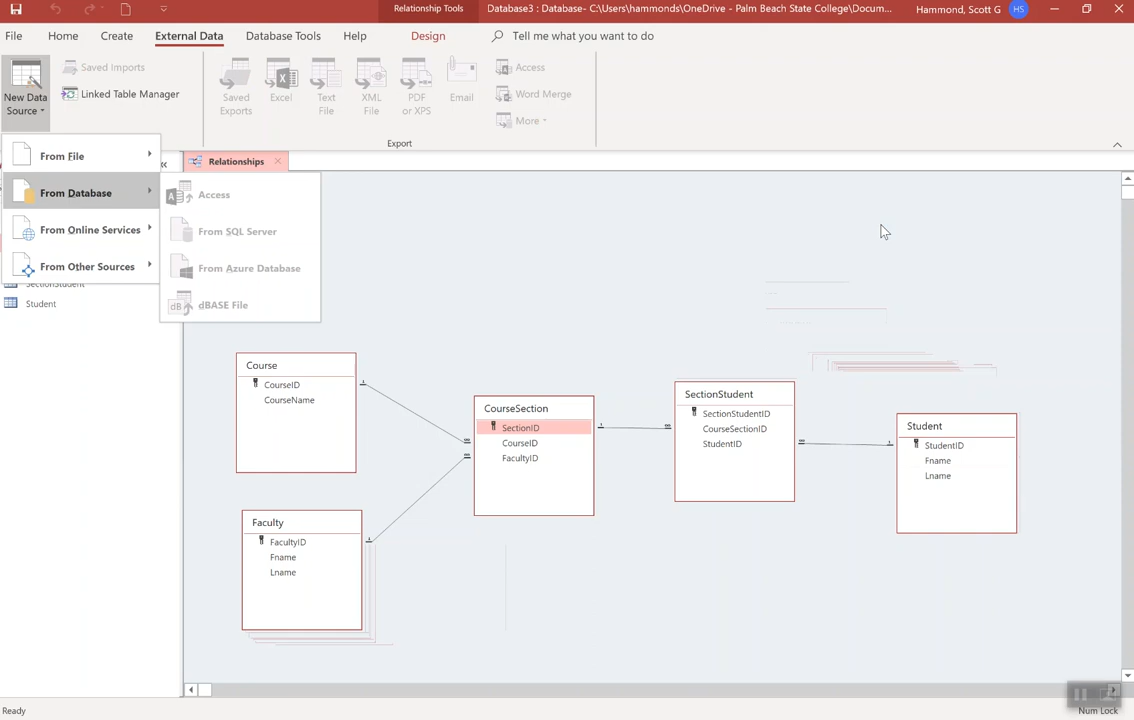 Relationship Tools
Database3 : Database- C:\Users\hammonds\OneDrive - Palm Beach State College\Docum...
Hammond, Scott G
HS
File
Home
Create
External Data
Database Tools
Help
Design
Tell me what you want to do
New Data
Source
Saved Imports
Linked Table Manager
Saved
Exports
Excel
Text
File
XML
File
PDF
or XPS
Email
Access
Word Merge
More
Export
From File
From Database
From Online Services
From Other Sources
Access
From SQL Server
From Azure Database
dB
dBASE File
Relationships
SectionStudent
Student
Course
CourseID
CourseName
Faculty
FacultyID
Fname
Lname
CourseSection
SectionID
CourseID
FacultyID
SectionStudent
SectionStudentID
CourseSectionID
StudentID
Student
StudentID
Fname
Lname
1
∞
∞
1
1
∞
∞
1
Ready
Num Lock